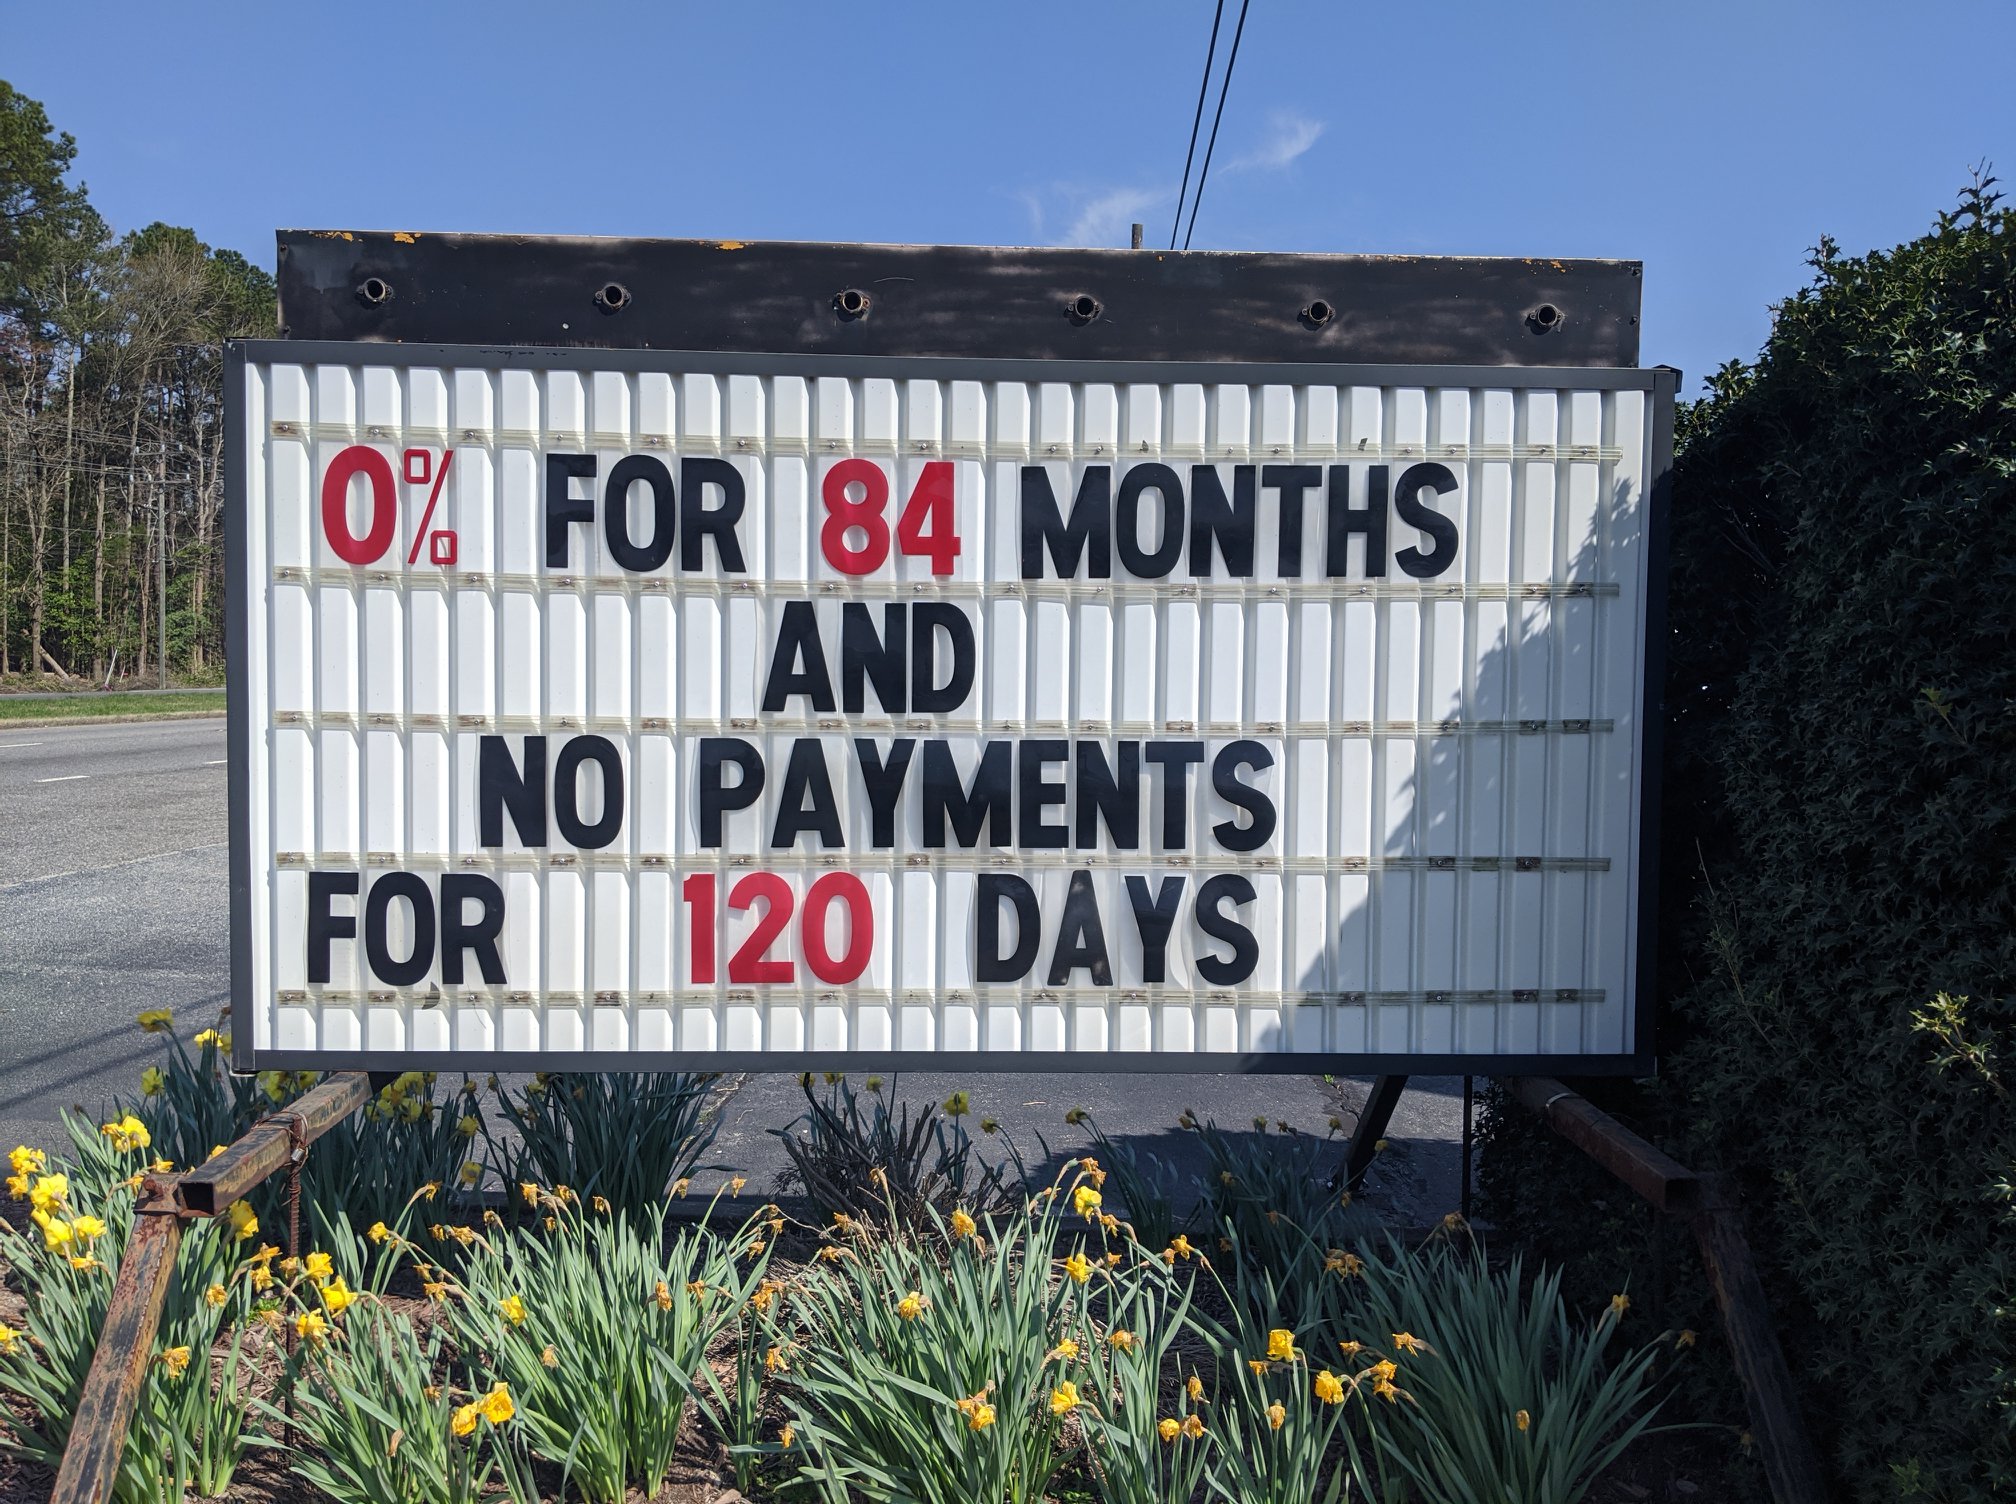 0% FOR 84 MONTHS
AND
NO PAYMENTS
FOR 120 DAYS